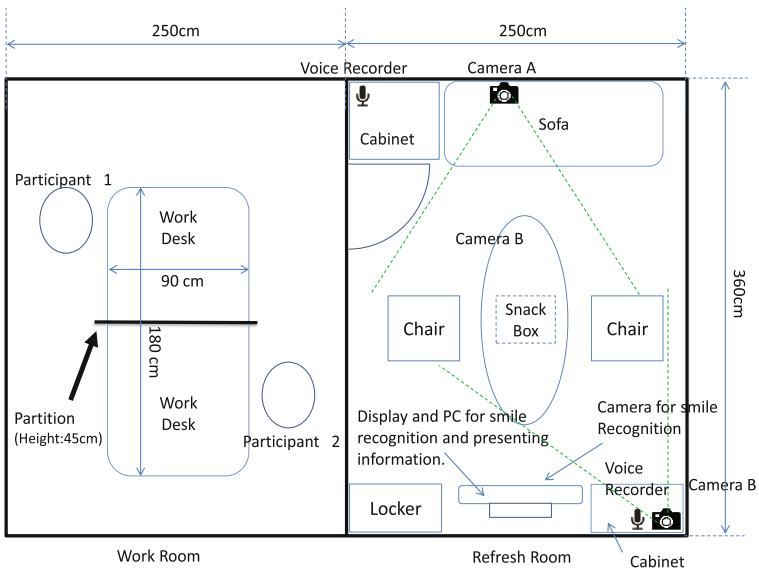 250cm
250cm
Voice Recorder
Camera A
Sofa
Cabinet
Participant 1
Work
Desk
Camera B
90 cm
360cm
Snack
Box
Chair
Chair
180 cm
Work
Desk
Partition
(Height:45cm)
Participant 2
Display and PC for smile
recognition and presenting
information.
Camera for smile
Recognition
Voice
Recorder
Camera B
Locker
Cabinet
Work Room
Refresh Room